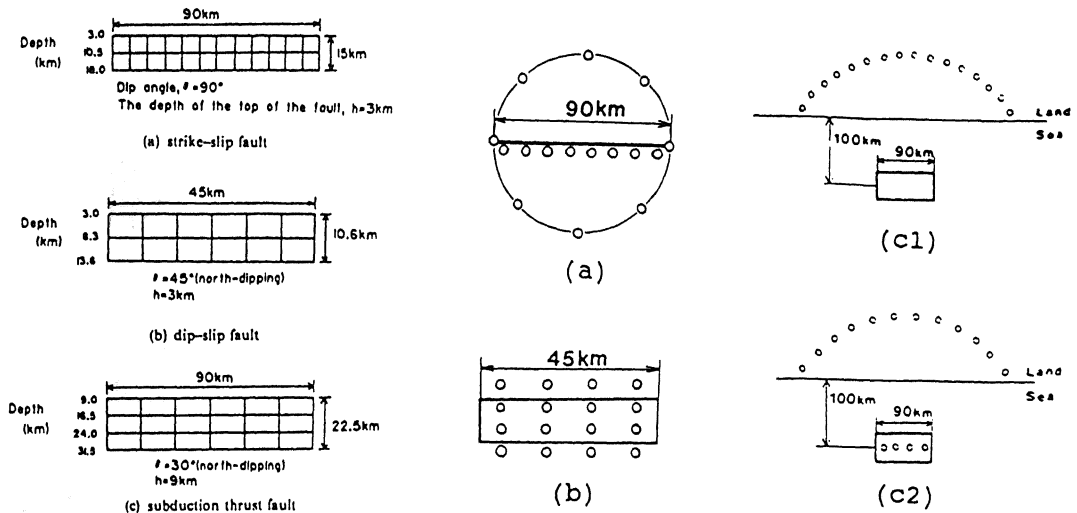 90km
Depth
(km)
3.0
10.5
18.0
15km
Dip angle, θ=90°
The depth of the top of the fault, h=3km
(a) strike-slip fault
45km
Depth
(km)
3.0
8.3
13.6
10.6km
θ=45°(north-dipping)
h=3km
(b) dip-slip fault
90km
Depth
(km)
9.0
16.5
24.0
31.5
22.5km
θ=30°(north-dipping)
h=9km
(c) subduction thrust fault
90km
(a)
45km
(b)
Land
Sea
100km
90km
(c1)
Land
Sea
100km
90km
(c2)